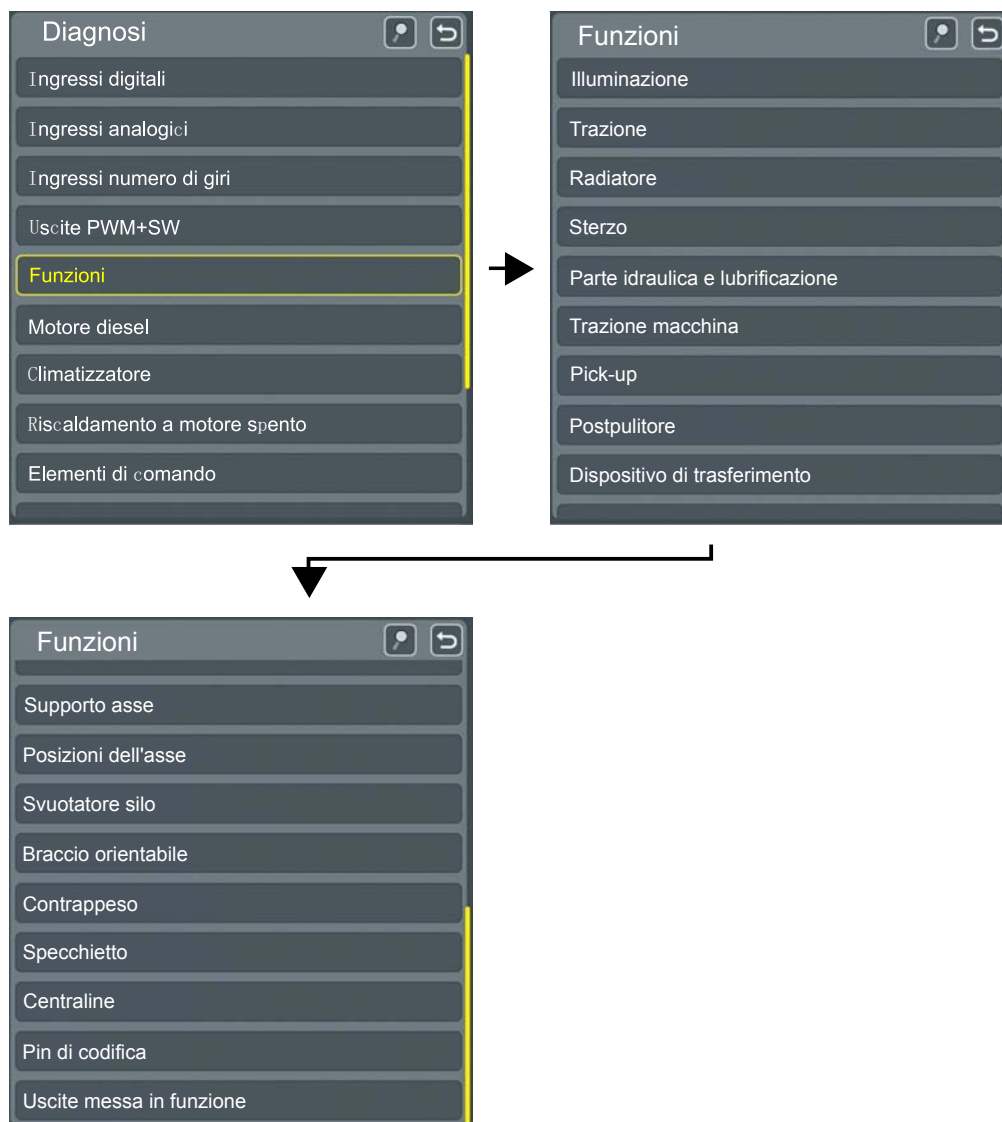 Diagnosi
Ingressi digitali
Ingressi analogici
Ingressi numero di giri
Uscite PWM+SW
Funzioni
Motore diesel
Climatizzatore
Riscaldamento a motore spento
Elementi di comando
Funzioni
Illuminazione
Trazione
Radiatore
Sterzo
Parte idraulica e lubrificazione
Trazione macchina
Pick-up
Postpulitore
Dispositivo di trasferimento
Funzioni
Supporto asse
Posizioni dell'asse
Svuotatore silo
Braccio orientabile
Contrappeso
Specchietto
Centraline
Pin di codifica
Uscite messa in funzione